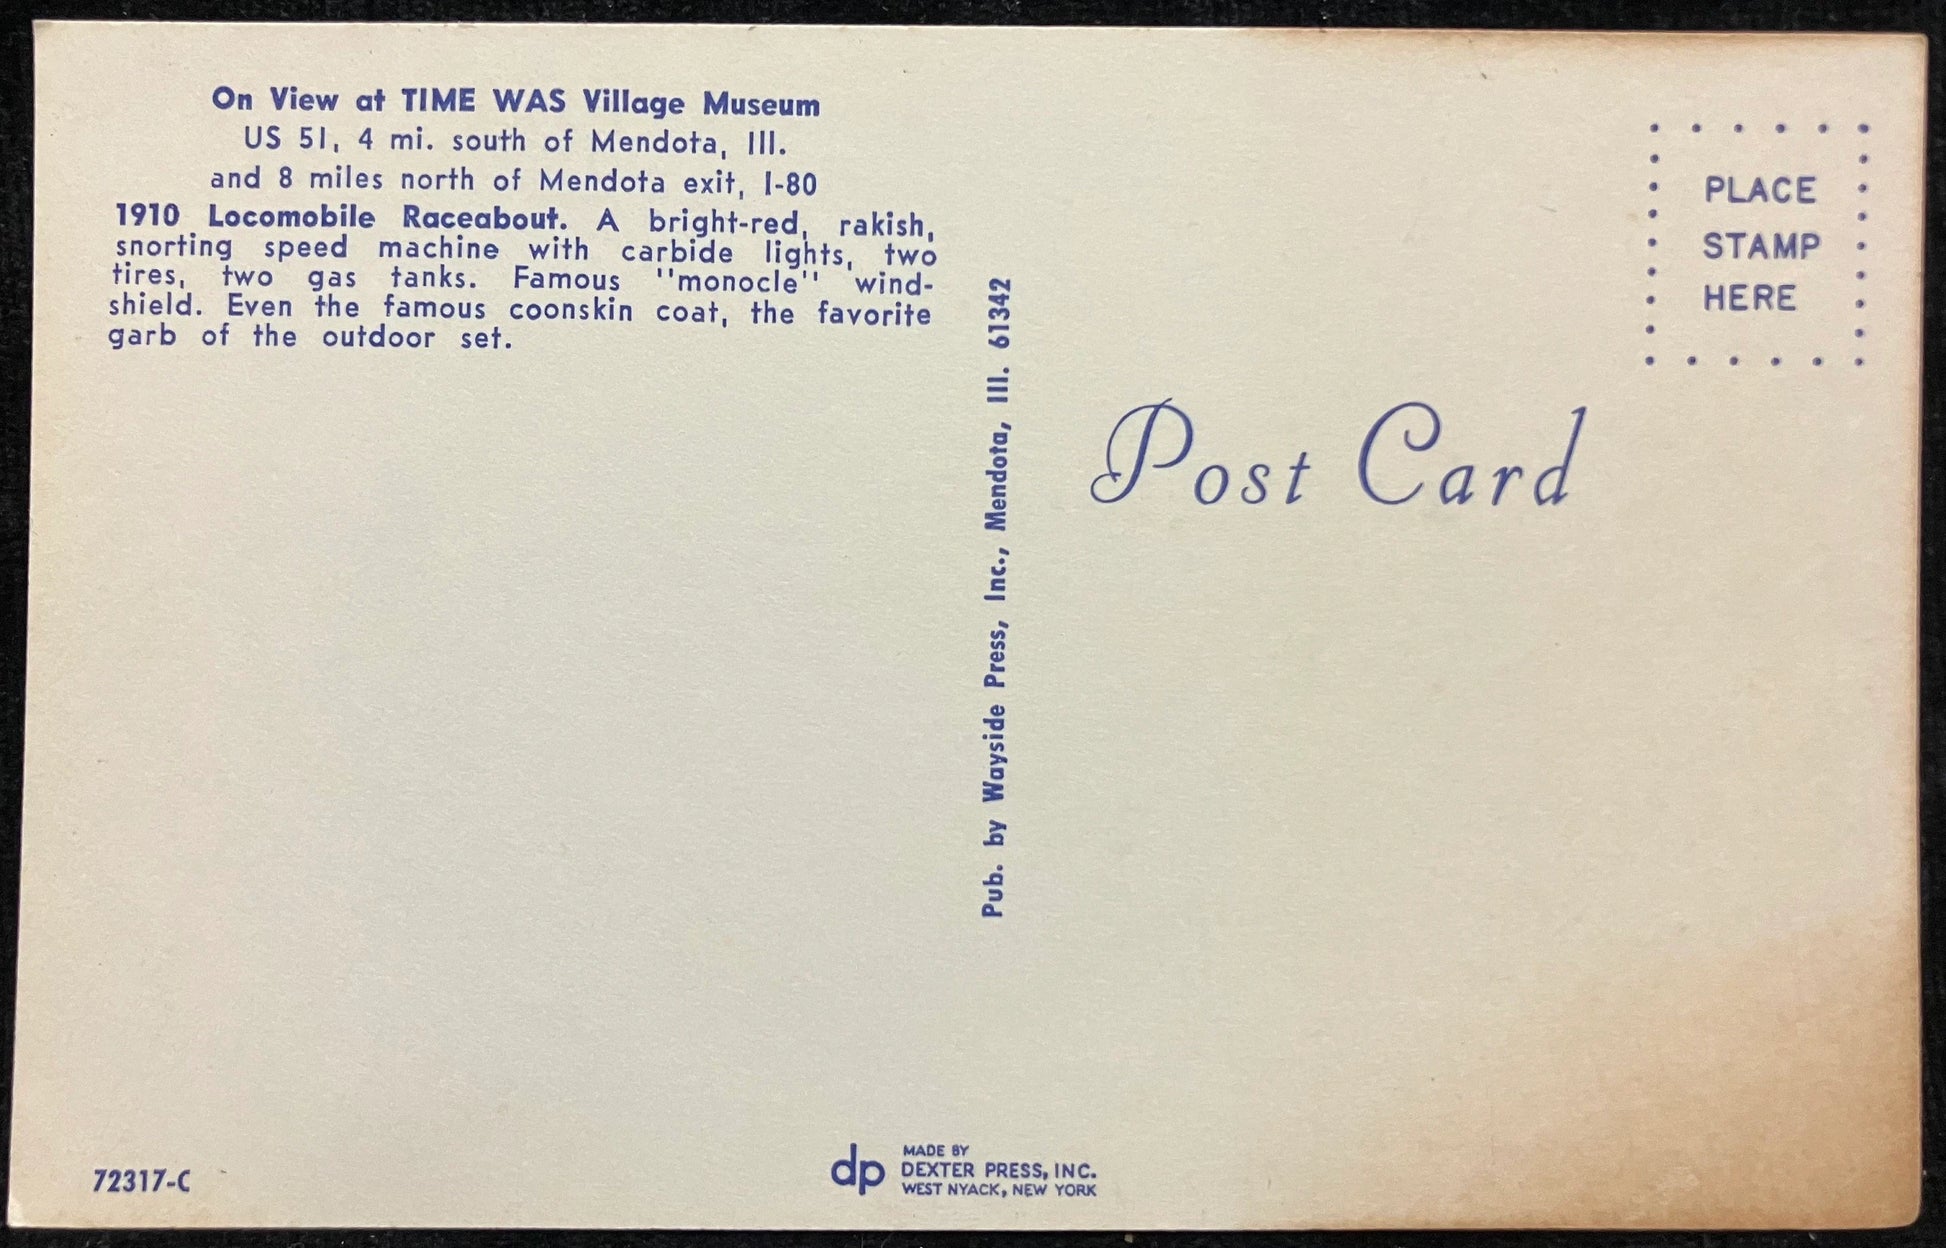 On View at TIME WAS Village Museum
US 51, 4 mi. south of Mendota, Ill.
and 8 miles north of Mendota exit, I-80
1910 Locomobile Raceabout. A bright-red, rakish,
snorting speed machine with carbide lights, two
tires, two gas tanks. Famous "monocle" wind-
shield. Even the famous coonskin coat, the favorite
garb of the outdoor set.
Pub. by Wayside Press, Inc., Mendota, Ill. 61342
PLACE
STAMP
HERE
Post Card
72317-C
dp
MADE BY
DEXTER PRESS, INC.
WEST NYACK, NEW YORK